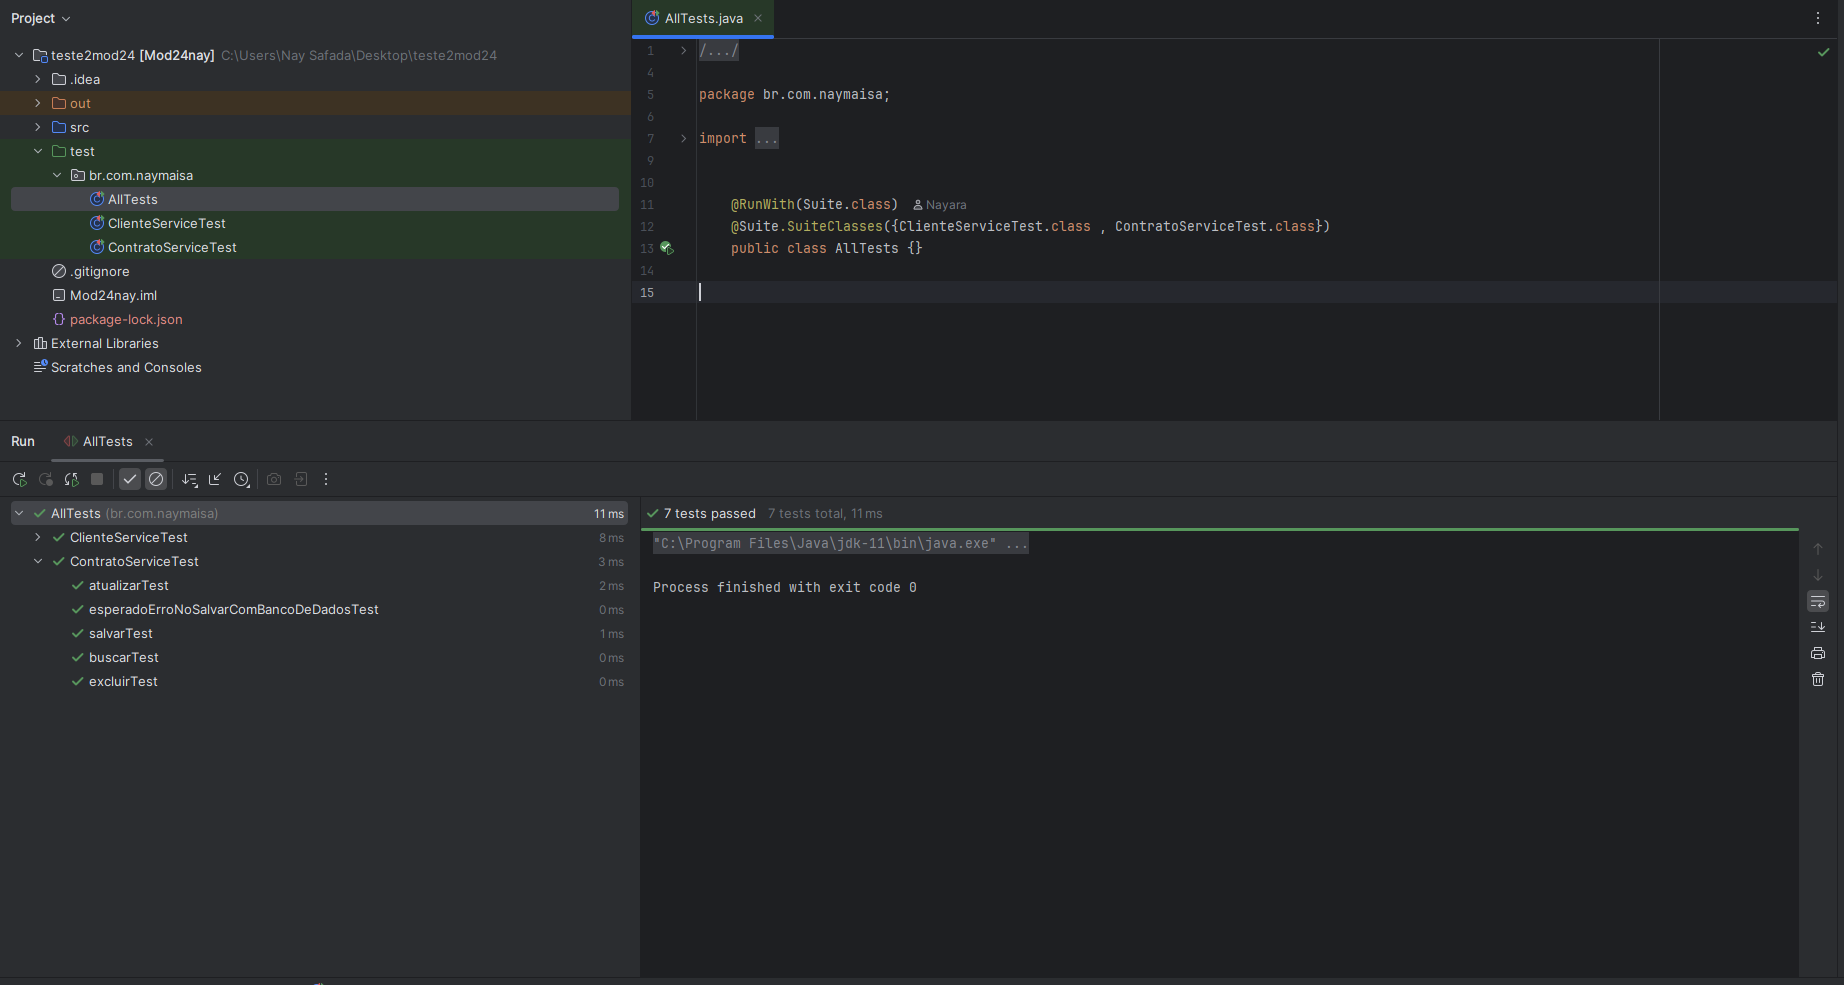 Project
teste2mod24 [Mod24nay] C:\Users\Nay Safada\Desktop\teste2mod24
.idea
out
src
test
br.com.naymaisa
AllTests
ClienteServiceTest
ContratoServiceTest
.gitignore
Mod24nay.iml
package-lock.json
External Libraries
Scratches and Consoles
AllTests.java
1 /.../
4
5 package br.com.naymaisa;
6
7 import ...
9
10
11 @RunWith(Suite.class) Nayara
12 @Suite.SuiteClasses({ClienteServiceTest.class , ContratoServiceTest.class})
13 public class AllTests {}
14
15
Run AllTests
AllTests (br.com.naymaisa) 11 ms
ClienteServiceTest 8 ms
ContratoServiceTest 3 ms
atualizarTest 2 ms
esperadoErroNoSalvarComBancoDeDadosTest 0 ms
salvarTest 1 ms
buscarTest 0 ms
excluirTest 0 ms
7 tests passed 7 tests total, 11 ms
"C:\Program Files\Java\jdk-11\bin\java.exe" ...
Process finished with exit code 0